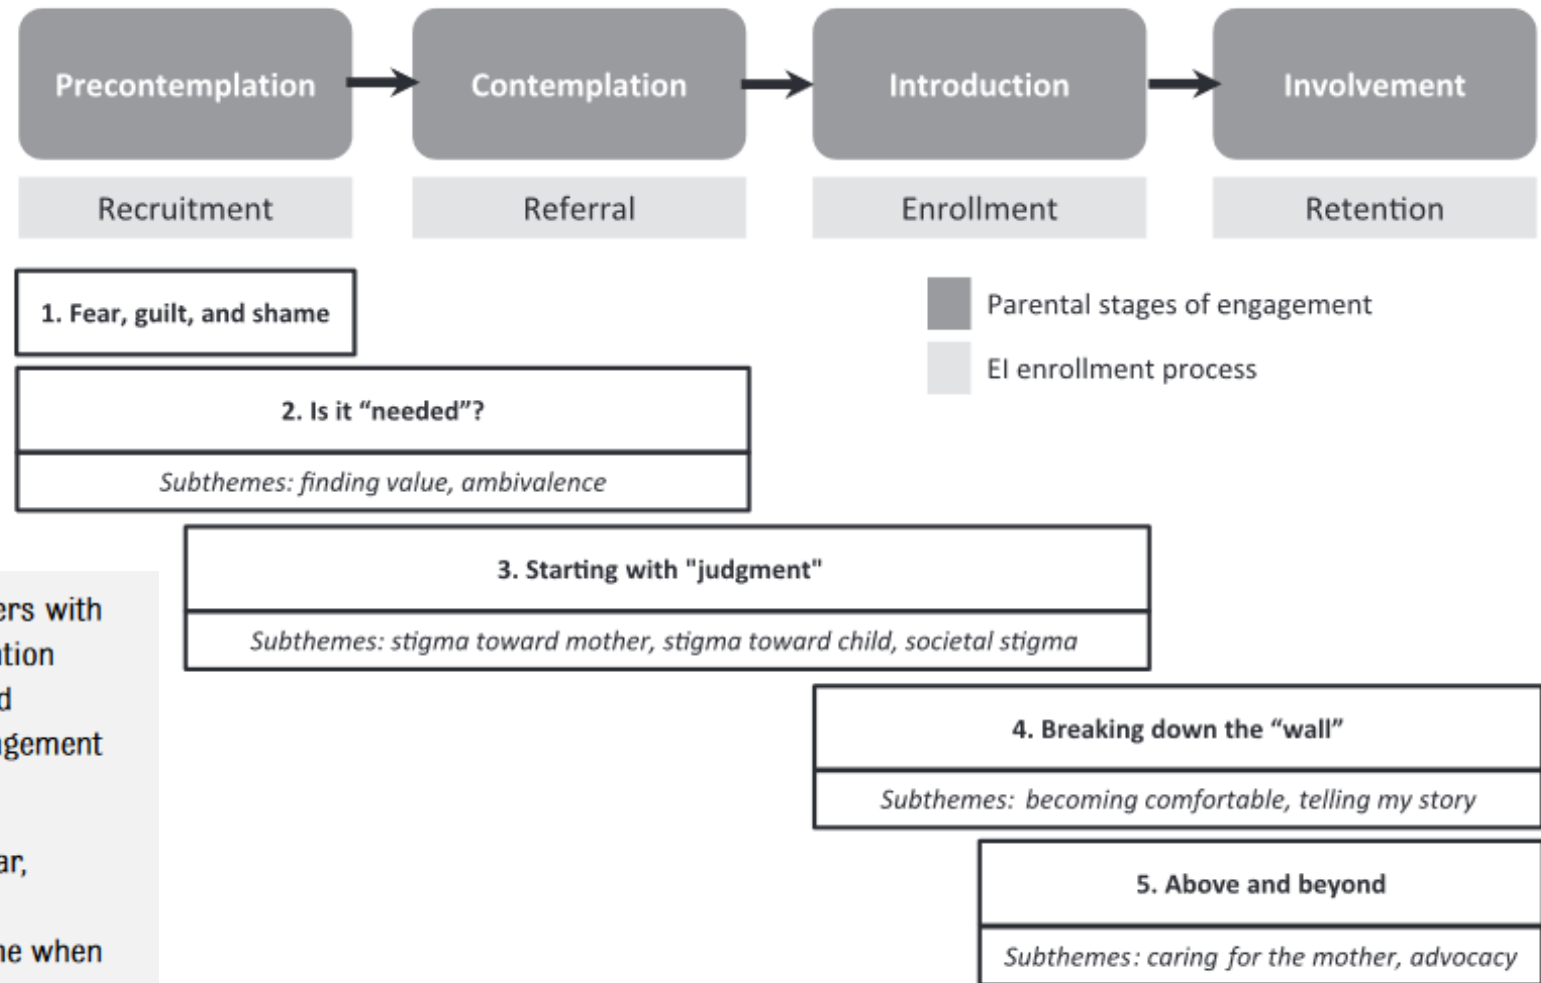 Precontemplation
Contemplation
Introduction
Involvement
Recruitment
Referral
Enrollment
Retention
1. Fear, guilt, and shame
Parental stages of engagement
EI enrollment process
2. Is it “needed”?
Subthemes: finding value, ambivalence
3. Starting with "judgment"
Subthemes: stigma toward mother, stigma toward child, societal stigma
4. Breaking down the “wall”
Subthemes: becoming comfortable, telling my story
5. Above and beyond
Subthemes: caring for the mother, advocacy
with
when